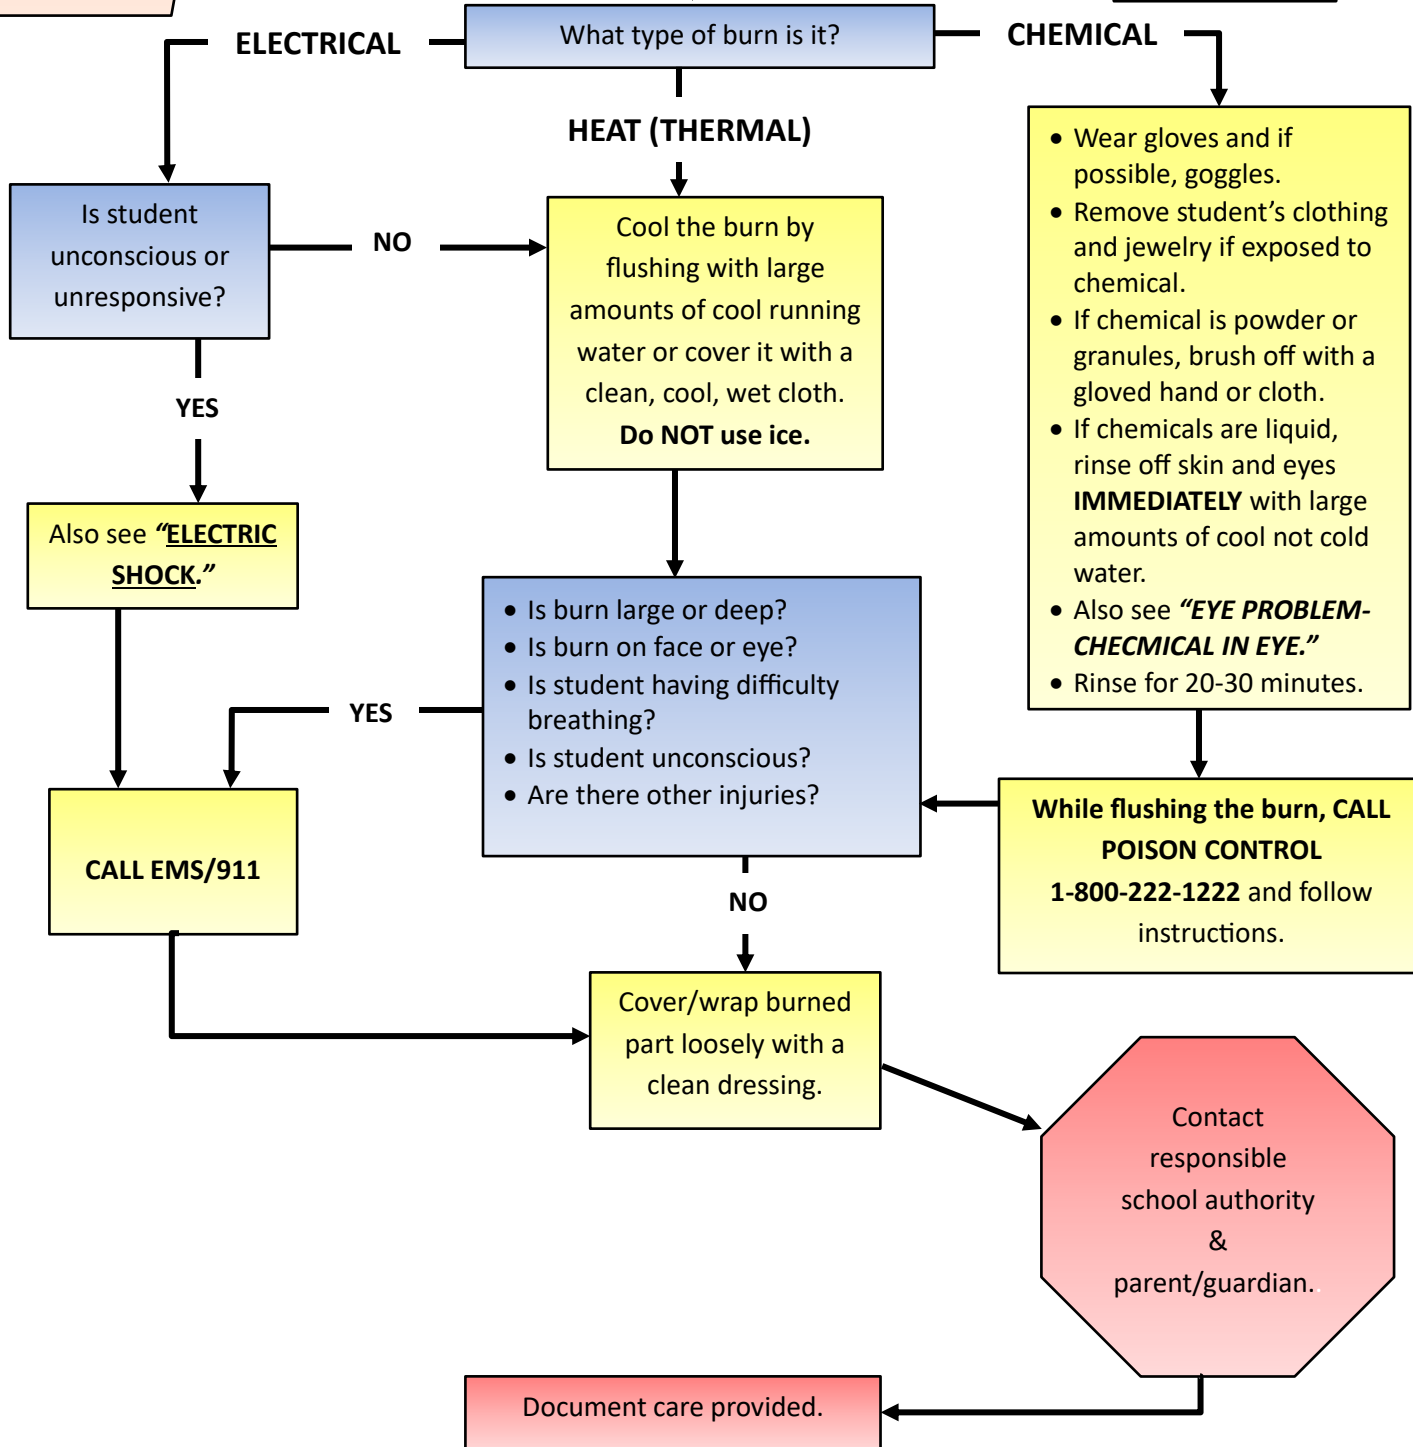 What type of burn is it?
ELECTRICAL
CHEMICAL
HEAT (THERMAL)
Is student
unconscious or
unresponsive?
NO
YES
Cool the burn by
flushing with large
amounts of cool running
water or cover it with a
clean, cool, wet cloth.
Do NOT use ice.
• Wear gloves and if
possible, goggles.
• Remove student’s clothing
and jewelry if exposed to
chemical.
• If chemical is powder or
granules, brush off with a
gloved hand or cloth.
• If chemicals are liquid,
rinse off skin and eyes
IMMEDIATELY with large
amounts of cool not cold
water.
• Also see “EYE PROBLEM-
CHECMICAL IN EYE.”
• Rinse for 20-30 minutes.
Also see “ELECTRIC
SHOCK.”
• Is burn large or deep?
• Is burn on face or eye?
• Is student having difficulty
breathing?
• Is student unconscious?
• Are there other injuries?
YES
NO
CALL EMS/911
While flushing the burn, CALL
POISON CONTROL
1-800-222-1222 and follow
instructions.
Cover/wrap burned
part loosely with a
clean dressing.
Contact
responsible
school authority
&
parent/guardian..
Document care provided.